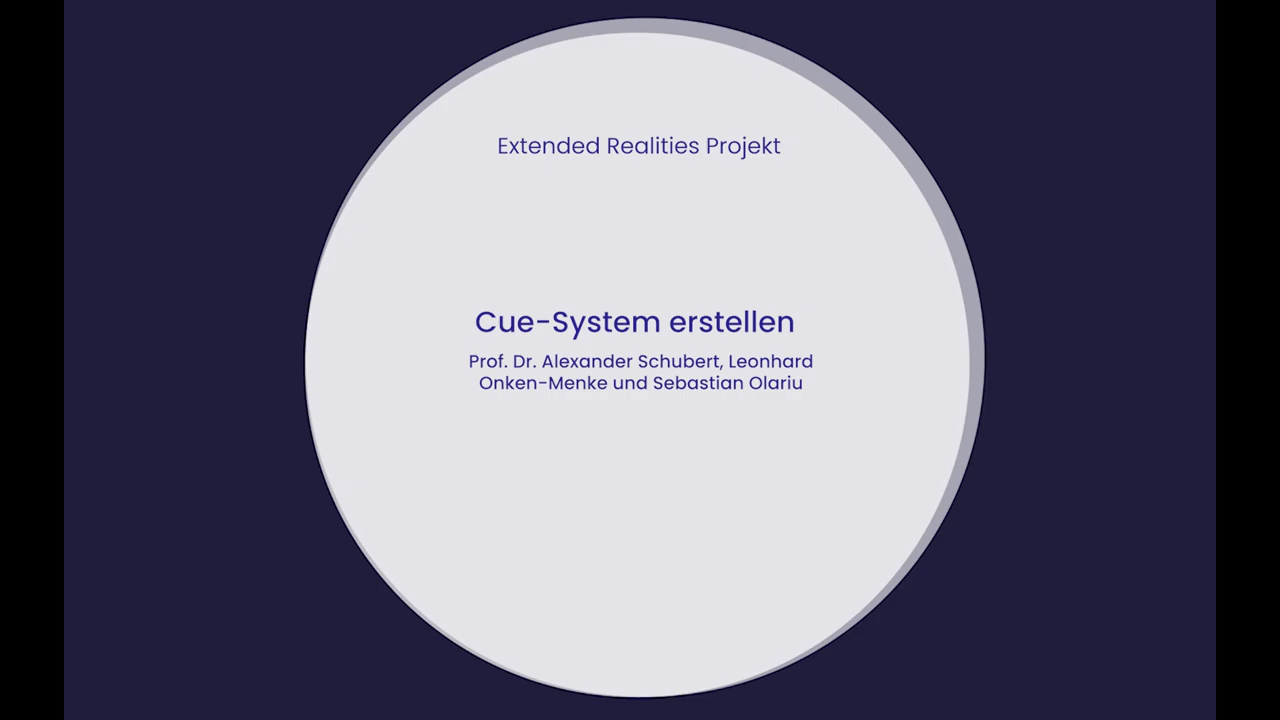 Extended Realities Projekt
Cue-System erstellen
Prof. Dr. Alexander Schubert, Leonhard
Onken-Menke und Sebastian Olariu